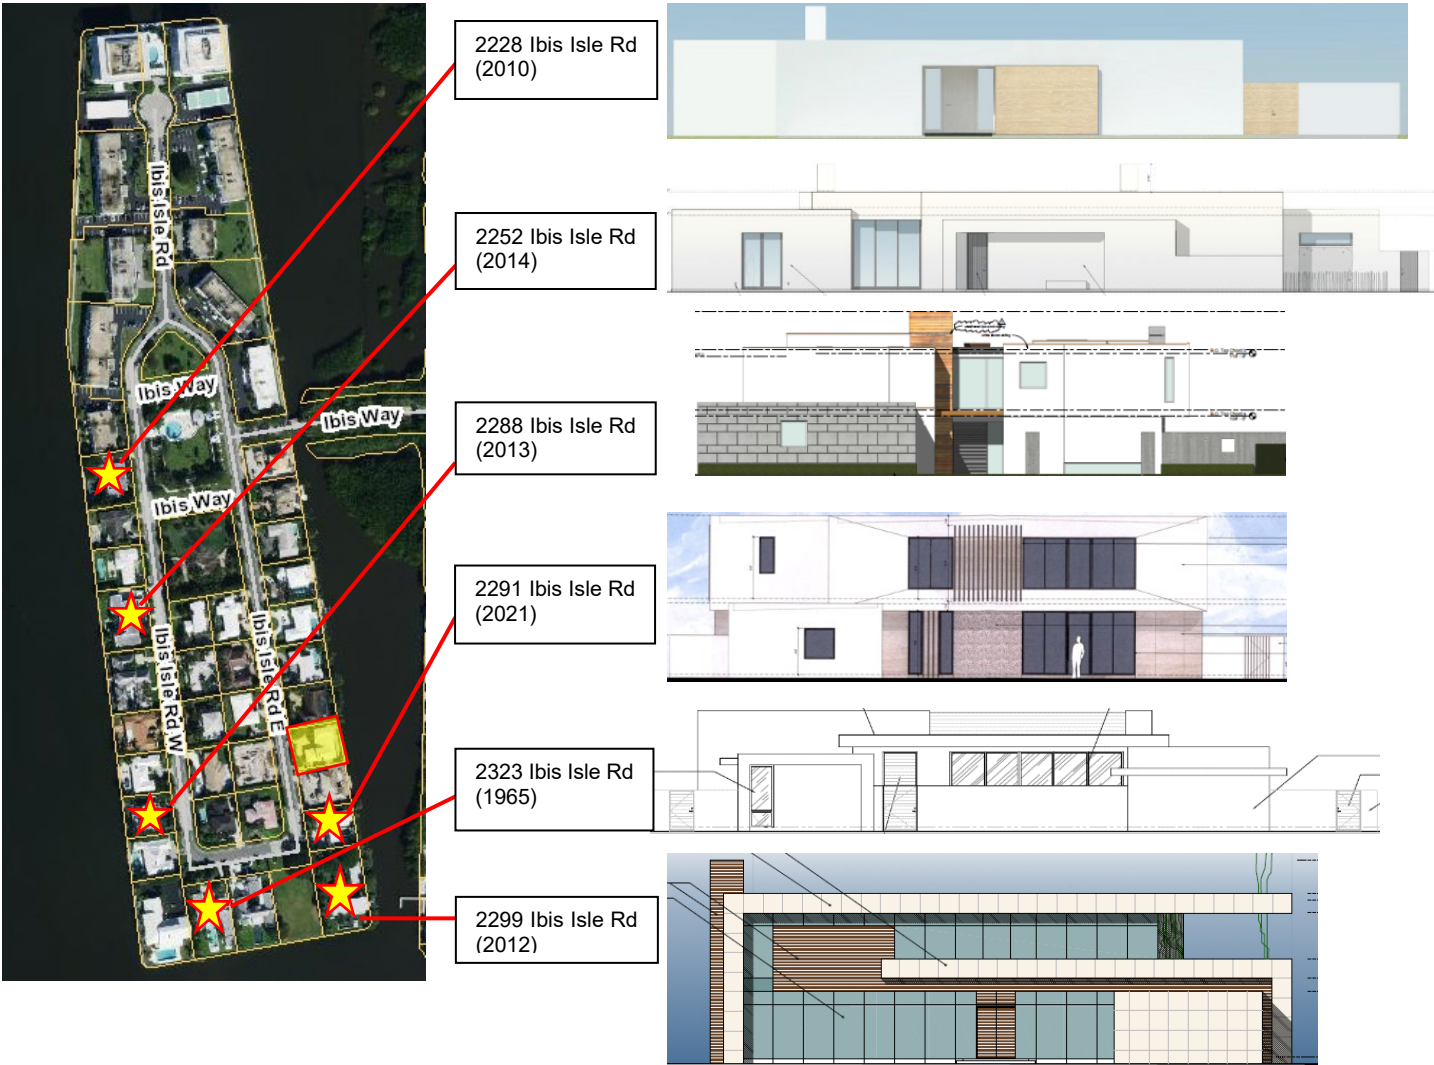 2228 Ibis Isle Rd
(2010)
2252 Ibis Isle Rd
(2014)
2288 Ibis Isle Rd
(2013)
2291 Ibis Isle Rd
(2021)
2323 Ibis Isle Rd
(1965)
2299 Ibis Isle Rd
(2012)
Ibis Isle Rd
Ibis Way
Ibis Way
Ibis Way
Ibis Isle Rd W
Ibis Isle Rd E